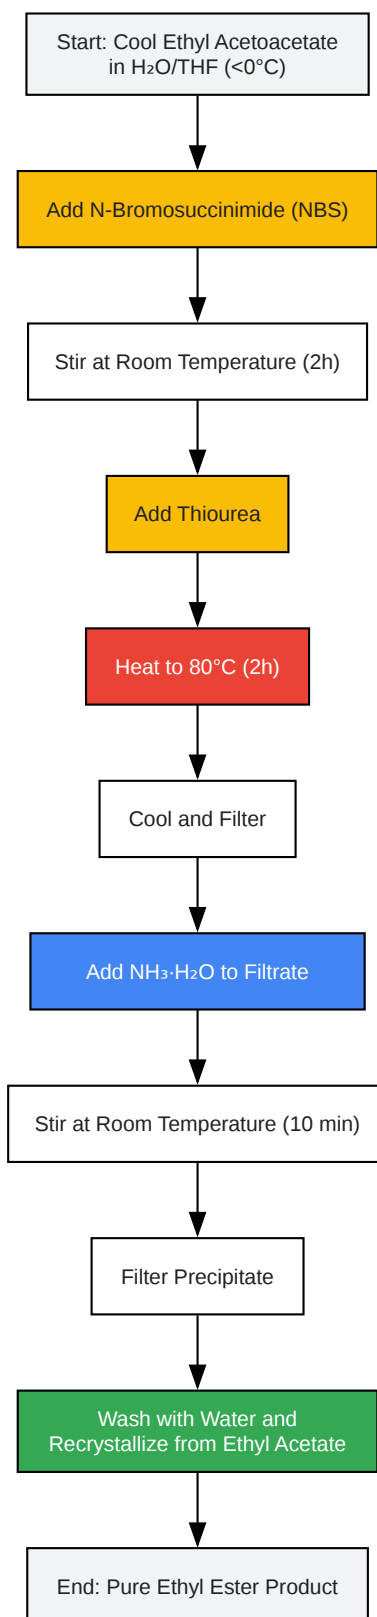 Start: Cool Ethyl Acetoacetate
in H₂O/THF (<0°C)
Add N-Bromosuccinimide (NBS)
Stir at Room Temperature (2h)
Add Thiourea
Heat to 80°C (2h)
Cool and Filter
Add NH₃·H₂O to Filtrate
Stir at Room Temperature (10 min)
Filter Precipitate
Wash with Water and
Recrystallize from Ethyl Acetate
End: Pure Ethyl Ester Product